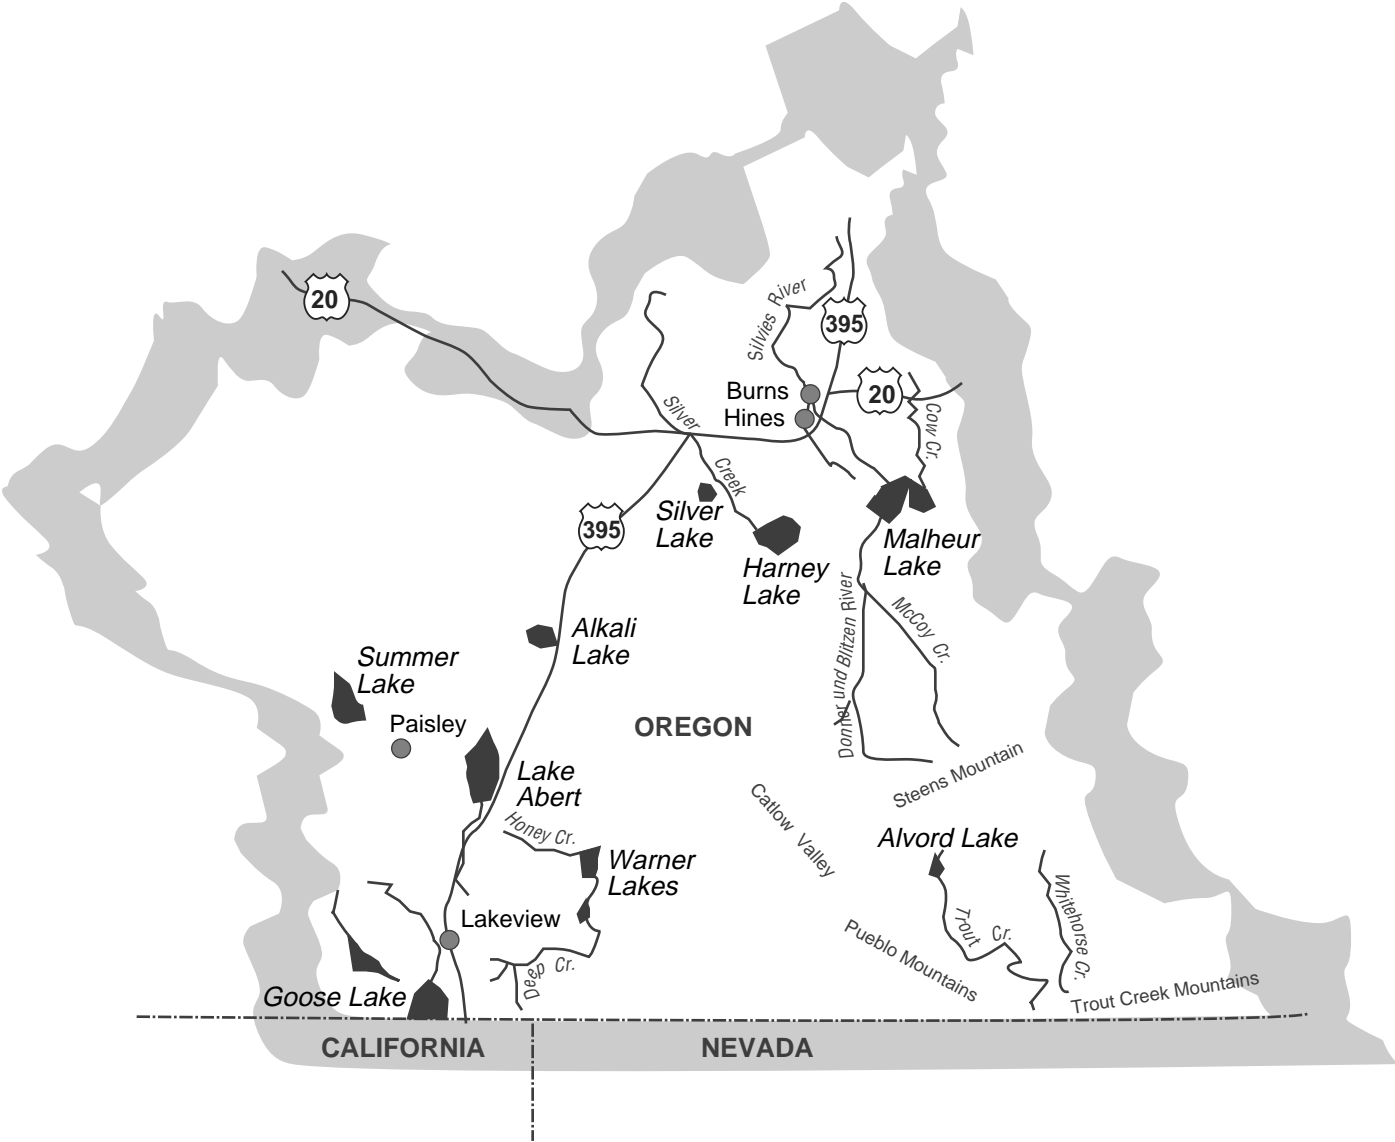 20
Silvies River
395
Burns
Hines
20
Silver
Creek
Cow Cr.
395
Silver
Lake
Harney
Lake
Malheur
Lake
Donner und Blitzen River
McCoy Cr.
Alkali
Lake
Summer
Lake
Paisley
OREGON
Lake
Abert
Steens Mountain
Catlow Valley
Honey Cr.
Alvord Lake
Warner
Lakes
Whitehorse Cr.
Lakeview
Trout Cr.
Pueblo Mountains
Deep Cr.
Goose Lake
Trout Creek Mountains
CALIFORNIA
NEVADA